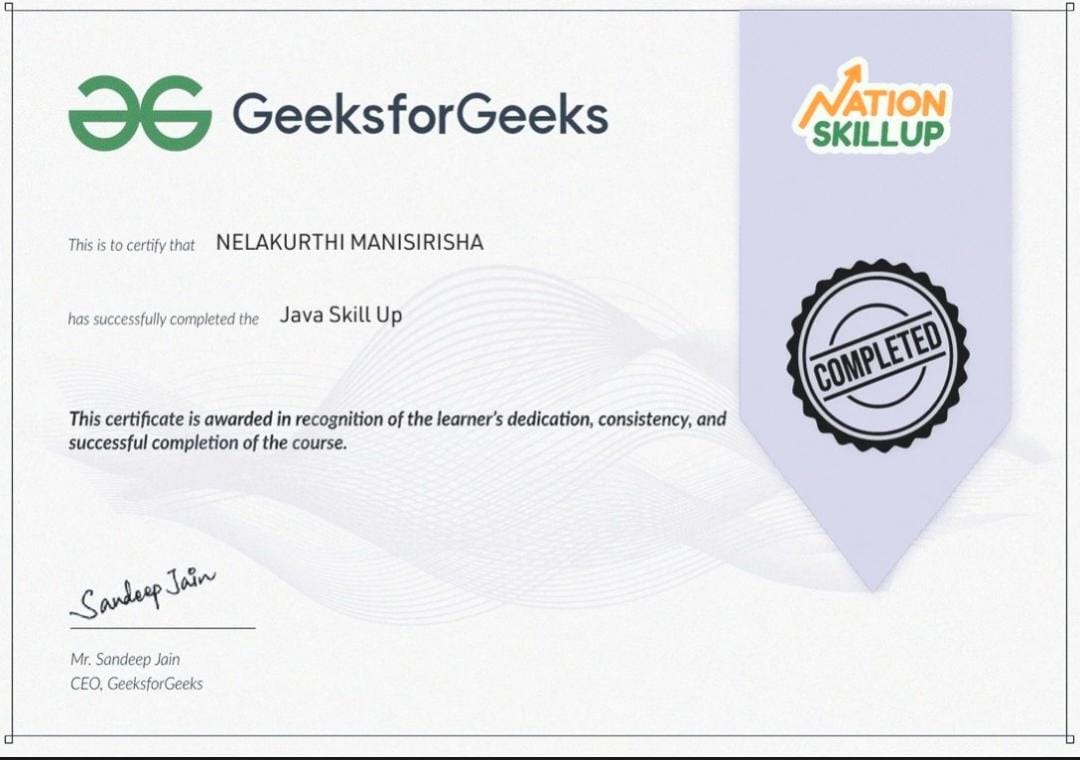 GeeksforGeeks
NATION
SKILLUP
This is to certify that NELAKURTHI MANISIRISHA
has successfully completed the Java Skill Up
COMPLETED
This certificate is awarded in recognition of the learner's dedication, consistency, and
successful completion of the course.
Sandeep Jain
Mr. Sandeep Jain
CEO, GeeksforGeeks